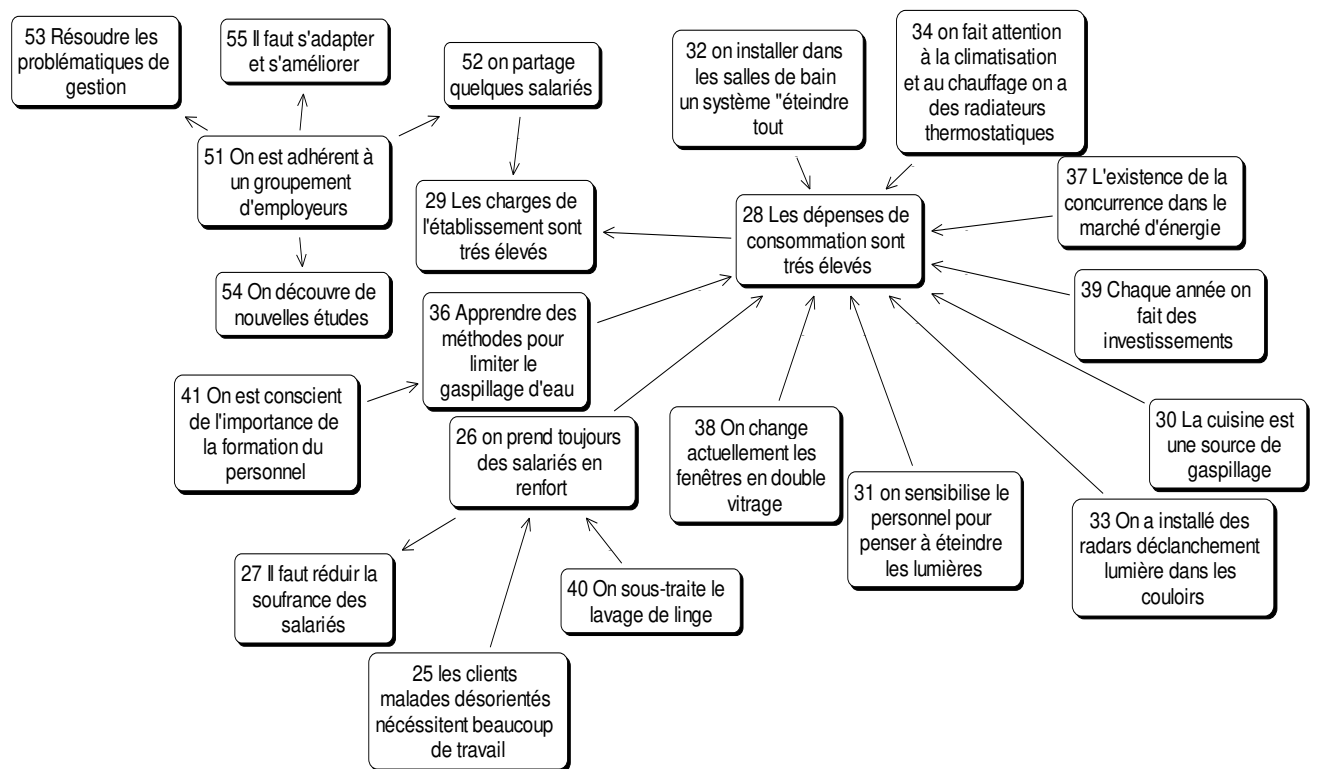 53 Résoudre les
problématiques de
gestion
55 Il faut s'adapter
et s'améliorer
52 on partage
quelques salariés
32 on installer dans
les salles de bain
un système "éteindre
tout
34 on fait attention
à la climatisation
et au chauffage on a
des radiateurs
thermostatiques
51 On est adhérent à
un groupement
d'employeurs
29 Les charges de
l'établissement sont
trés élevés
28 Les dépenses de
consommation sont
trés élevés
37 L'existence de la
concurrence dans le
marché d'énergie
54 On découvre de
nouvelles études
36 Apprendre des
méthodes pour
limiter le
gaspillage d'eau
39 Chaque année on
fait des
investissements
41 On est conscient
de l'importance de
la formation du
personnel
26 on prend toujours
des salariés en
renfort
38 On change
actuellement les
fenêtres en double
vitrage
30 La cuisine est
une source de
gaspillage
31 on sensibilise le
personnel pour
penser à éteindre
les lumières
33 On a installé des
radars déclanchement
lumière dans les
couloirs
27 Il faut réduir la
soufrance des
salariés
40 On sous-traite le
lavage de linge
25 les clients
malades désorientés
nécéssitent beaucoup
de travail